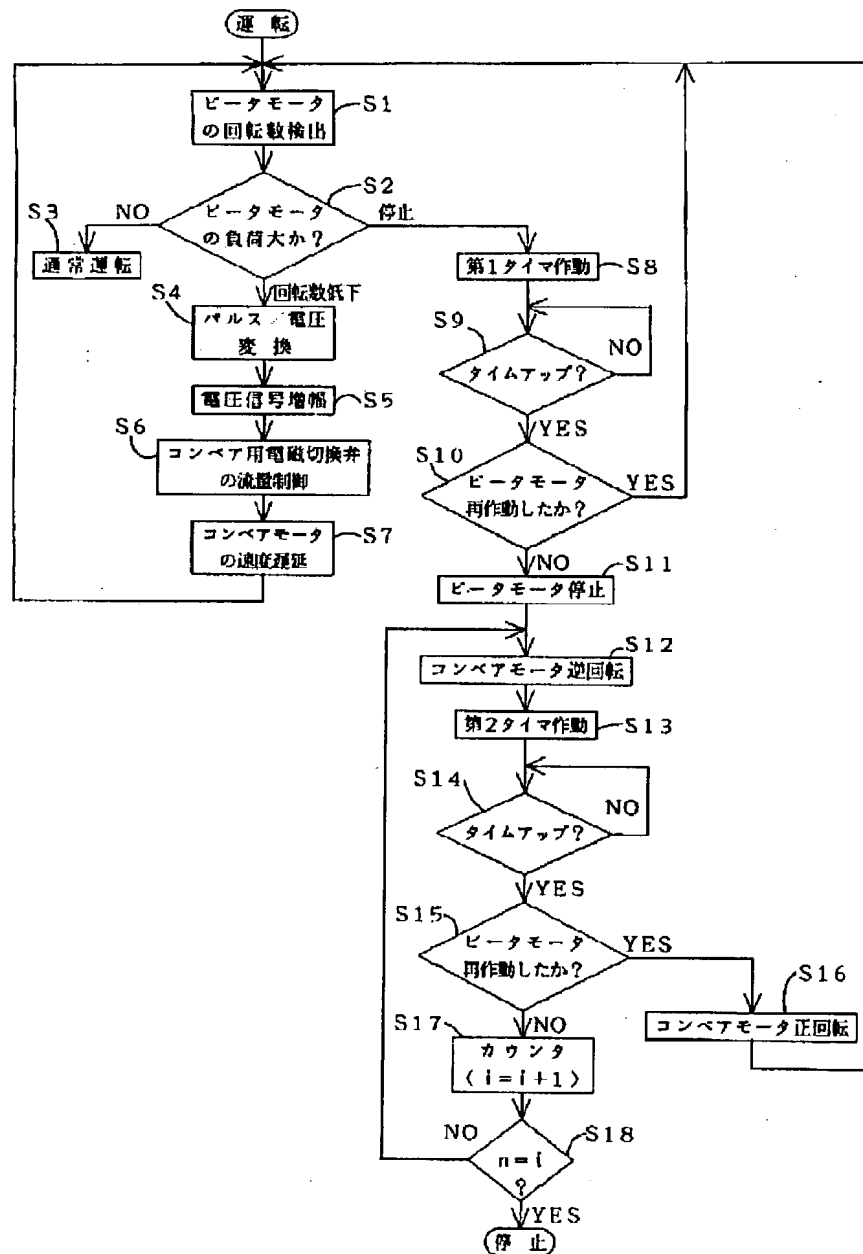 運転
ビータモータ
の回転数検出
S1
S2
ビータモータ
の負荷大か?
NO
停止
S3
通常運転
S4
回転数低下
パルス/電圧
変換
電圧信号増幅
S5
S6
コンベア用電磁切換弁
の流量制御
コンベアモータ
の速度遅延
S7
第1タイマ作動
S8
S9
タイムアップ?
NO
YES
S10
ビータモータ
再作動したか?
YES
NO
S11
ビータモータ停止
S12
コンベアモータ逆回転
第2タイマ作動
S13
S14
タイムアップ?
NO
YES
S15
ビータモータ
再作動したか?
YES
S16
コンベアモータ正回転
NO
S17
カウンタ
(i=i+1)
NO
S18
n=i
?
YES
停止